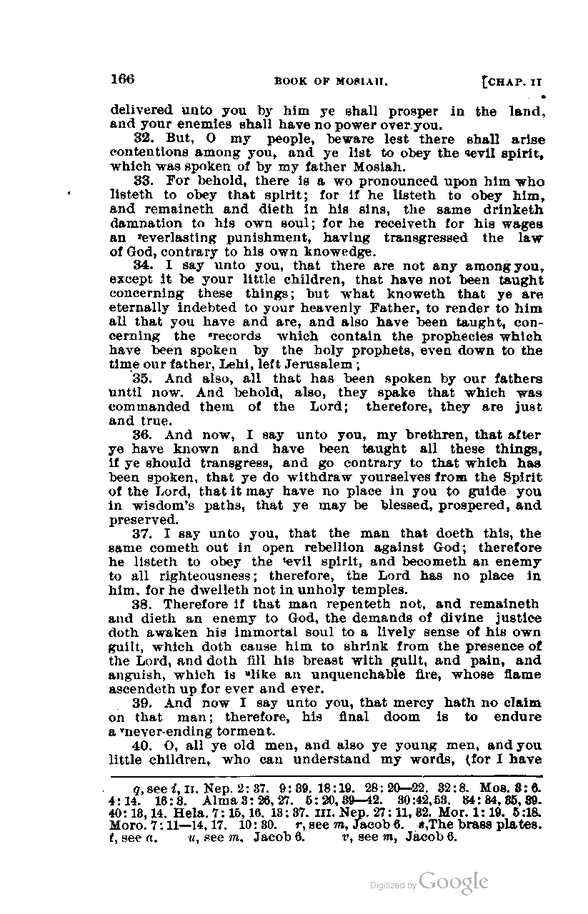 166 BOOK OF MOSIAH. [CHAP. II
delivered unto you by him ye shall prosper in the land,
and your enemies shall have no power over you.
32. But, O my people, beware lest there shall arise
contentions among you, and ye list to obey the qevil spirit,
which was spoken of by my father Mosiah.
33. For behold, there is a wo pronounced upon him who
listeth to obey that spirit; for if he listeth to obey him,
and remaineth and dieth in his sins, the same drinketh
damnation to his own soul; for he receiveth for his wages
an reverlasting punishment, having transgressed the law
of God, contrary to his own knowedge.
34. I say unto you, that there are not any among you,
except it be your little children, that have not been taught
concerning these things; but what knoweth that ye are
eternally indebted to your heavenly Father, to render to him
all that you have and are, and also have been taught, con-
cerning the srecords which contain the prophecies which
have been spoken by the holy prophets, even down to the
time our father, Lehi, left Jerusalem;
35. And also, all that has been spoken by our fathers
until now. And behold, also, they spake that which was
commanded them of the Lord; therefore, they are just
and true.
36. And now, I say unto you, my brethren, that after
ye have known and have been taught all these things,
if ye should transgress, and go contrary to that which has
been spoken, that ye do withdraw yourselves from the Spirit
of the Lord, that it may have no place in you to guide you
in wisdom's paths, that ye may be blessed, prospered, and
preserved.
37. I say unto you, that the man that doeth this, the
same cometh out in open rebellion against God; therefore
he listeth to obey the tevil spirit, and becometh an enemy
to all righteousness; therefore, the Lord has no place in
him, for he dwelleth not in unholy temples.
38. Therefore if that man repenteth not, and remaineth
and dieth an enemy to God, the demands of divine justice
doth awaken his immortal soul to a lively sense of his own
guilt, which doth cause him to shrink from the presence of
the Lord, and doth fill his breast with guilt, and pain, and
anguish, which is ulike an unquenchable fire, whose flame
ascendeth up for ever and ever.
39. And now I say unto you, that mercy hath no claim
on that man; therefore, his final doom is to endure
a vnever-ending torment.
40. O, all ye old men, and also ye young men, and you
little children, who can understand my words, (for I have
q, see i, II. Nep. 2:37. 9:39. 18:19. 28:20—22. 32:8. Mos. 3:6.
4:14. 16:3. Alma 3:26, 27. 5:20, 39—42. 30:42, 53. 34:34, 35, 39.
40:13, 14. Hela. 7:15, 16. 13:37. III. Nep. 27:11, 32. Mor. 1:19. 5:18.
Moro. 7:11—14, 17. 10:30. r, see m, Jacob 6. s, The brass plates.
t, see q. u, see m, Jacob 6. v, see m, Jacob 6.
Digitized by Google